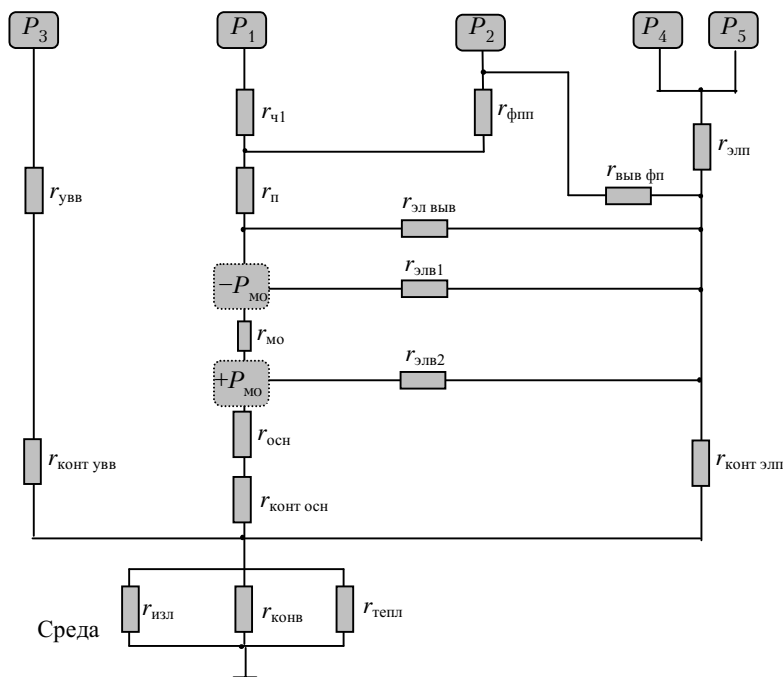 P3 P1 P2 P4 P5
rч1
rфпп
rэлп
rувв
rп
rвыв фп
rэл выв
−Pмо
rэлв1
rмо
+Pмо
rэлв2
rосн
rконт увв
rконт элп
rконт осн
rизл
rконв
rтепл
Среда